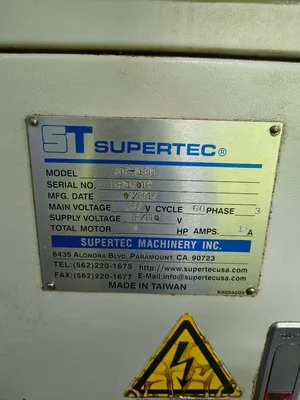 ST SUPERTEC®
MODEL
SERIAL NO.
MFG. DATE
MAIN VOLTAGE V CYCLE 60 PHASE 3
SUPPLY VOLTAGE V
TOTAL MOTOR HP AMPS. A
SUPERTEC MACHINERY INC.
6435 ALONDRA BLVD. PARAMOUNT, CA. 90723
TEL:(562)220-1675 http://www.supertecusa.com
FAX:(562)220-1677 E-Mail:info@supertecusa.com
MADE IN TAIWAN